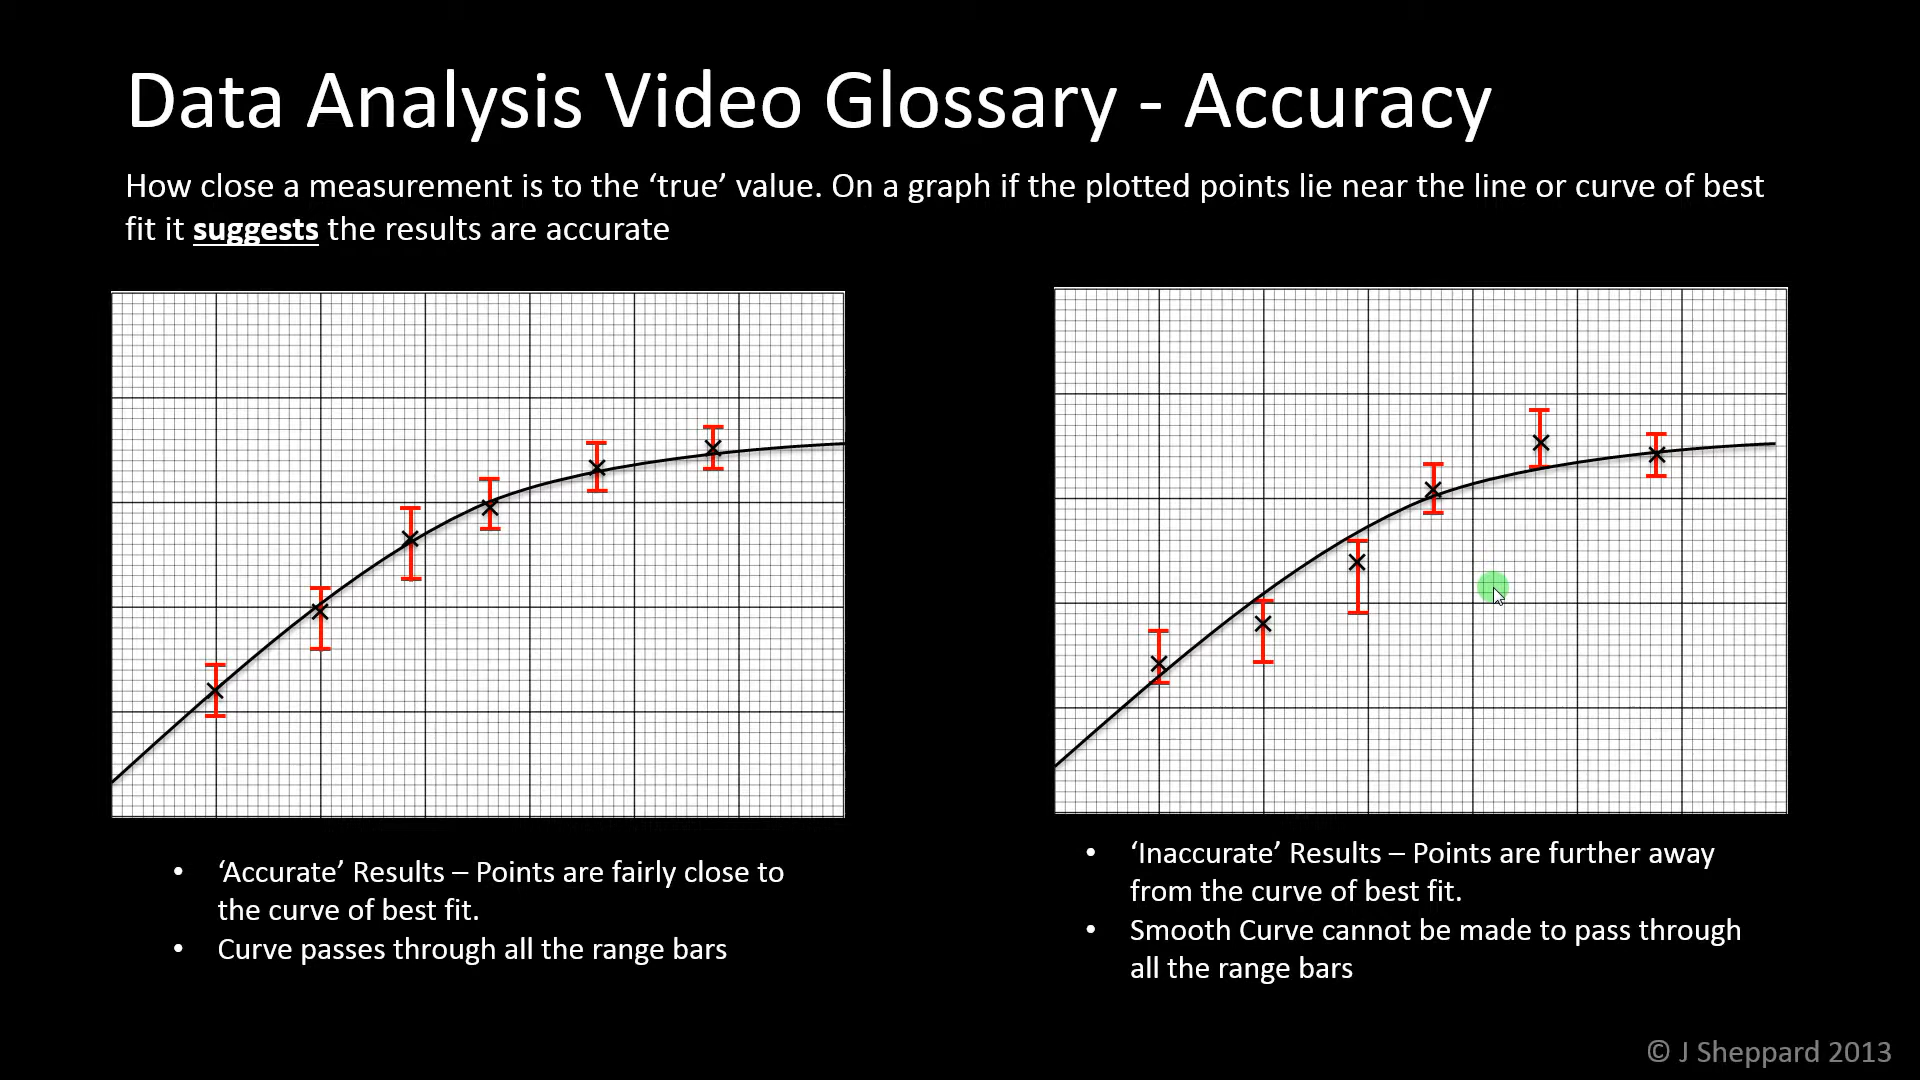 Data Analysis Video Glossary - Accuracy
How close a measurement is to the ‘true’ value. On a graph if the plotted points lie near the line or curve of best
fit it suggests the results are accurate
• ‘Accurate’ Results – Points are fairly close to
the curve of best fit.
• Curve passes through all the range bars
• ‘Inaccurate’ Results – Points are further away
from the curve of best fit.
• Smooth Curve cannot be made to pass through
all the range bars
© J Sheppard 2013